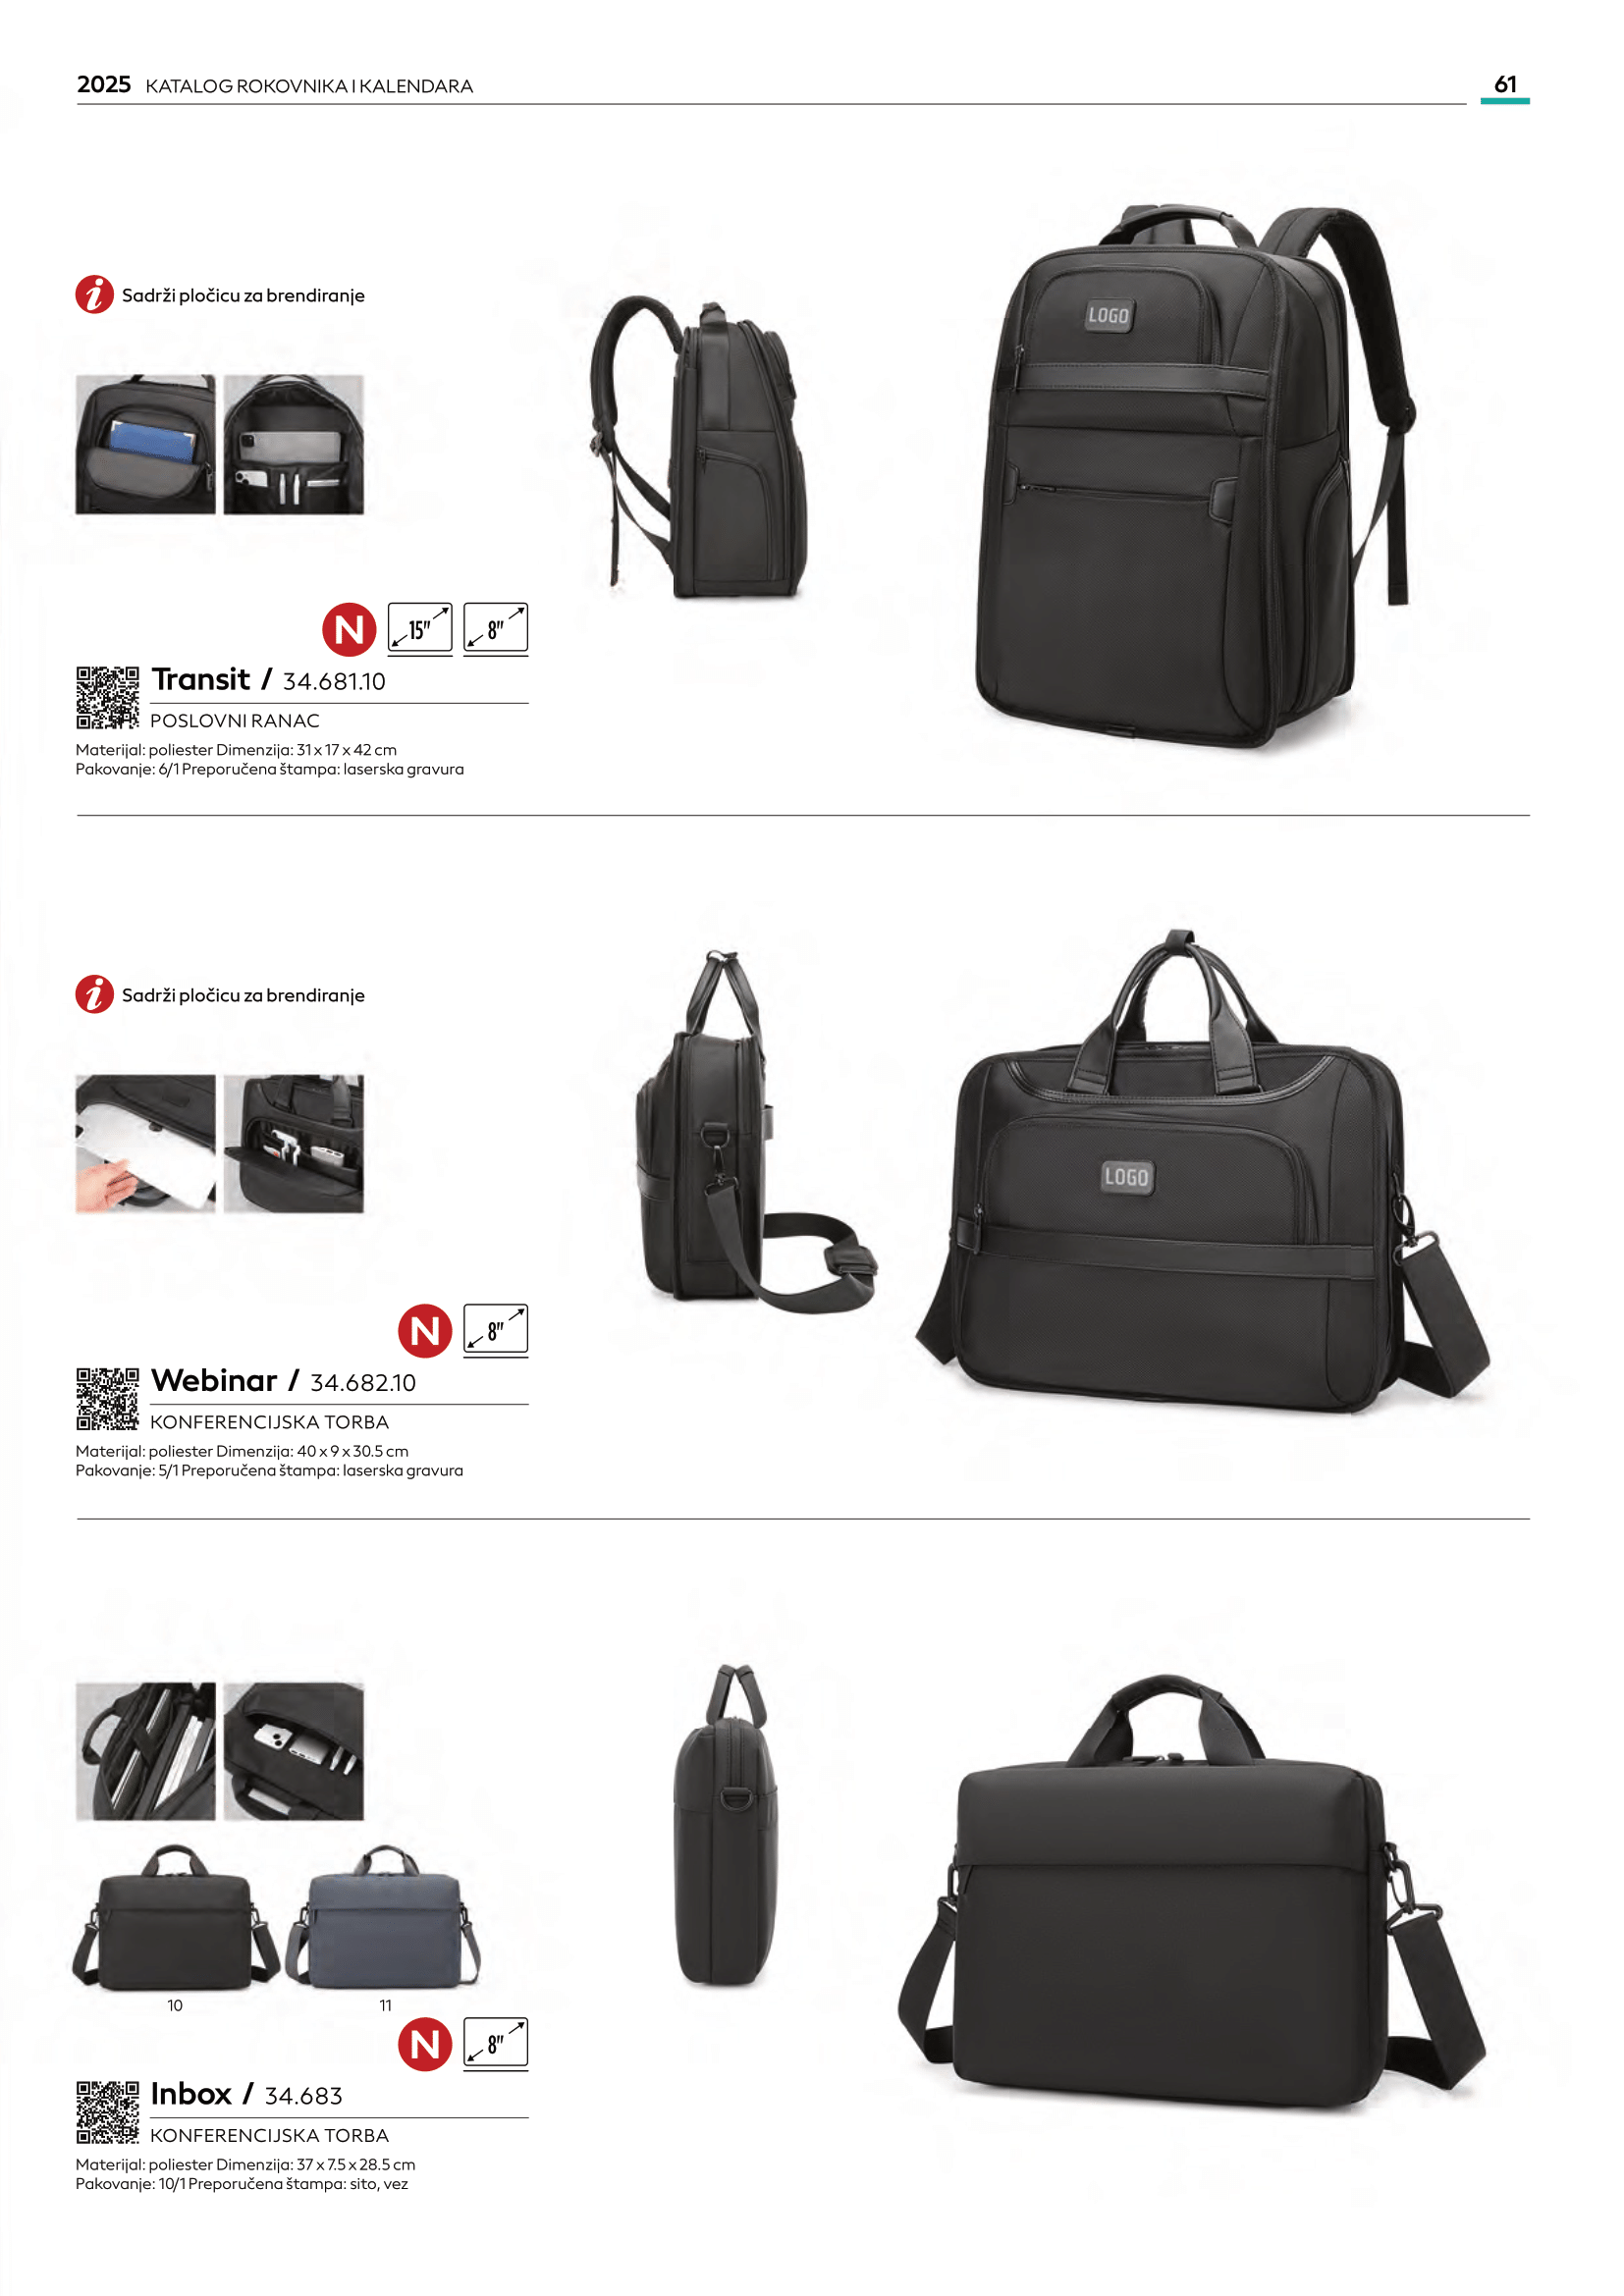 2025 KATALOG ROKOVNIKA I KALENDARA
61
i Sadrži pločicu za brendiranje
LOGO
N 15" 8"
Transit / 34.681.10
POSLOVNI RANAC
Materijal: poliester Dimenzija: 31 x 17 x 42 cm
Pakovanje: 6/1 Preporučena štampa: laserska gravura
i Sadrži pločicu za brendiranje
LOGO
N 8"
Webinar / 34.682.10
KONFERENCIJSKA TORBA
Materijal: poliester Dimenzija: 40 x 9 x 30.5 cm
Pakovanje: 5/1 Preporučena štampa: laserska gravura
10 11
N 8"
Inbox / 34.683
KONFERENCIJSKA TORBA
Materijal: poliester Dimenzija: 37 x 7.5 x 28.5 cm
Pakovanje: 10/1 Preporučena štampa: sito, vez